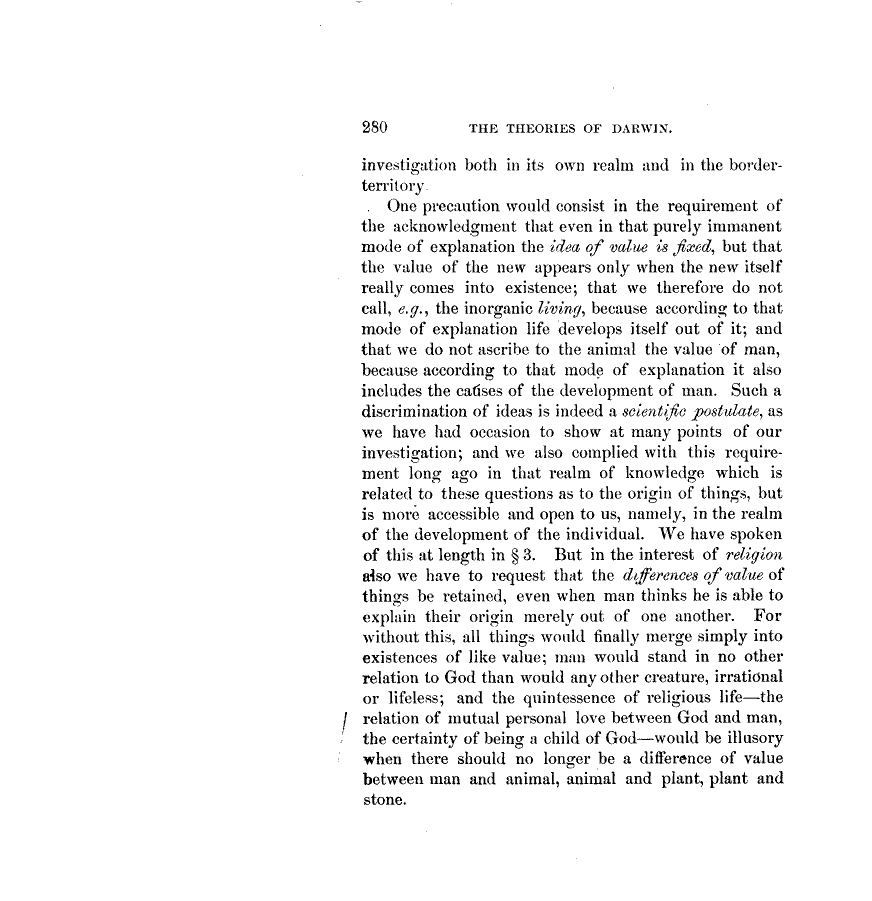 280 THE THEORIES OF DARWIN.
investigation both in its own realm and in the border-
territory.
One precaution would consist in the requirement of
the acknowledgment that even in that purely immanent
mode of explanation the idea of value is fixed, but that
the value of the new appears only when the new itself
really comes into existence; that we therefore do not
call, e.g., the inorganic living, because according to that
mode of explanation life develops itself out of it; and
that we do not ascribe to the animal the value of man,
because according to that mode of explanation it also
includes the causes of the development of man. Such a
discrimination of ideas is indeed a scientific postulate, as
we have had occasion to show at many points of our
investigation; and we also complied with this require-
ment long ago in that realm of knowledge which is
related to these questions as to the origin of things, but
is more accessible and open to us, namely, in the realm
of the development of the individual. We have spoken
of this at length in § 3. But in the interest of religion
also we have to request that the differences of value of
things be retained, even when man thinks he is able to
explain their origin merely out of one another. For
without this, all things would finally merge simply into
existences of like value; man would stand in no other
relation to God than would any other creature, irrational
or lifeless; and the quintessence of religious life—the
relation of mutual personal love between God and man,
the certainty of being a child of God—would be illusory
when there should no longer be a difference of value
between man and animal, animal and plant, plant and
stone.